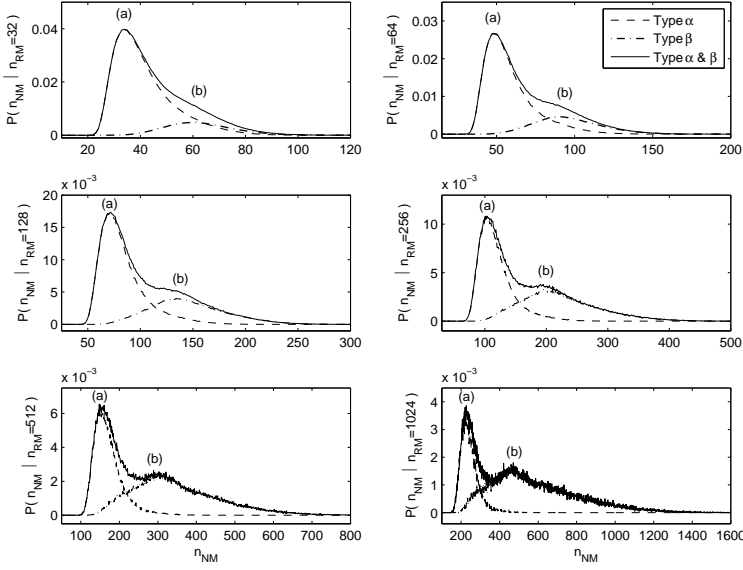 (a)
(b)
0.04
0.02
0
20
40
60
80
100
120
P( n_NM | n_RM=32 )
(a)
(b)
Type α
Type β
Type α & β
0.03
0.02
0.01
0
50
100
150
200
P( n_NM | n_RM=64 )
x 10^−3
(a)
(b)
20
15
10
5
0
50
100
150
200
250
300
P( n_NM | n_RM=128 )
x 10^−3
(a)
(b)
10
5
0
100
200
300
400
500
P( n_NM | n_RM=256 )
x 10^−3
(a)
(b)
6
4
2
0
100
200
300
400
500
600
700
800
P( n_NM | n_RM=512 )
n_NM
x 10^−3
(a)
(b)
4
3
2
1
0
200
400
600
800
1000
1200
1400
1600
P( n_NM | n_RM=1024 )
n_NM